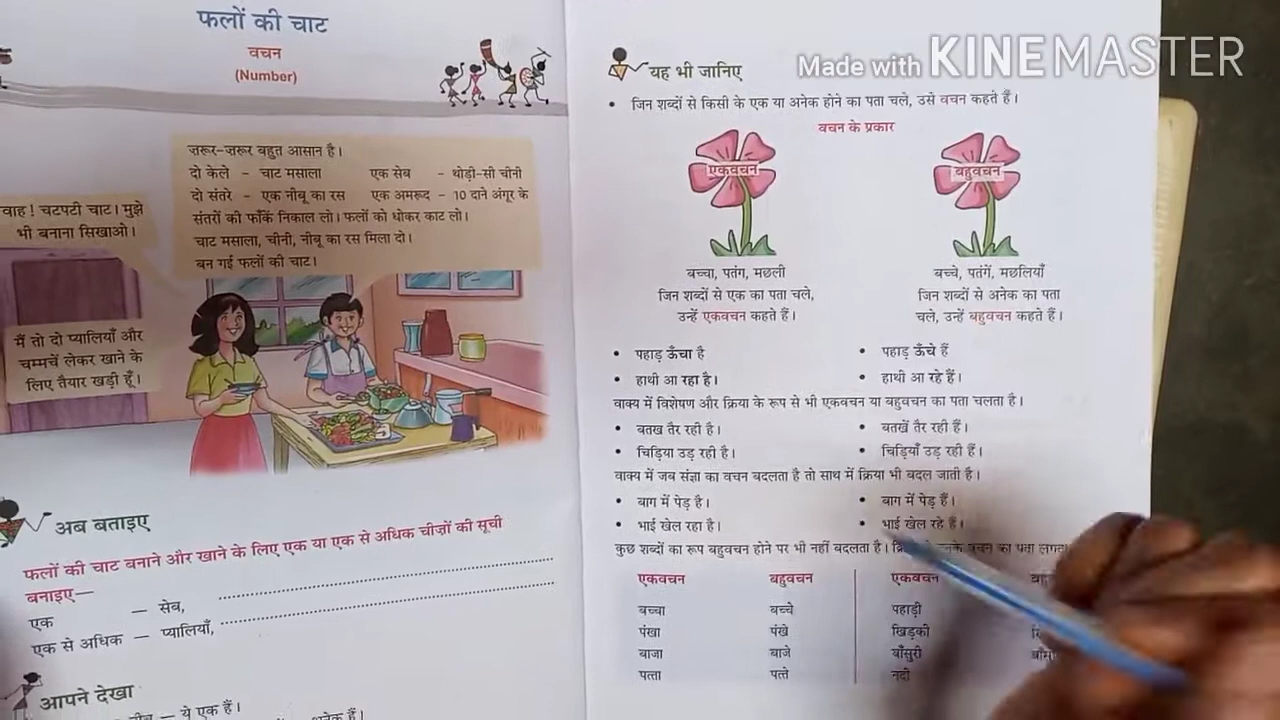 फलों की चाट
वचन
(Number)
ज़रूर-ज़रूर बहुत आसान है।
दो केले - चाट मसाला एक सेब - थोड़ी-सी चीनी
दो संतरे - एक नीबू का रस एक अमरूद - 10 दाने अंगूर के
संतरों की फाँकें निकाल लो। फलों को धोकर काट लो।
चाट मसाला, चीनी, नीबू का रस मिला दो।
बन गई फलों की चाट।
वाह! चटपटी चाट। मुझे
भी बनाना सिखाओ।
मैं तो दो प्यालियाँ और
चम्मचें लेकर खाने के
लिए तैयार खड़ी हूँ।
अब बताइए
फलों की चाट बनाने और खाने के लिए एक या एक से अधिक चीज़ों की सूची
बनाइए—
एक — सेब,
एक से अधिक — प्यालियाँ,
आपने देखा
— ये एक हैं।
अनेक हैं।
Made with KINEMASTER
यह भी जानिए
• जिन शब्दों से किसी के एक या अनेक होने का पता चले, उसे वचन कहते हैं।
वचन के प्रकार
एकवचन बहुवचन
बच्चा, पतंग, मछली बच्चे, पतंगें, मछलियाँ
जिन शब्दों से एक का पता चले, जिन शब्दों से अनेक का पता
उन्हें एकवचन कहते हैं। चले, उन्हें बहुवचन कहते हैं।
• पहाड़ ऊँचा है • पहाड़ ऊँचे हैं
• हाथी आ रहा है। • हाथी आ रहे हैं।
वाक्य में विशेषण और क्रिया के रूप से भी एकवचन या बहुवचन का पता चलता है।
• बतख तैर रही है। • बतखें तैर रही हैं।
• चिड़िया उड़ रही है। • चिड़ियाँ उड़ रही हैं।
वाक्य में जब संज्ञा का वचन बदलता है तो साथ में क्रिया भी बदल जाती है।
• बाग में पेड़ है। • बाग में पेड़ हैं।
• भाई खेल रहा है। • भाई खेल रहे हैं।
कुछ शब्दों का रूप बहुवचन होने पर भी नहीं बदलता है। वचन का पता
एकवचन बहुवचन एकवचन
बच्चा बच्चे पहाड़ी
पंखा पंखे खिड़की
बाजा बाजे बाँसुरी
पत्ता पत्ते नदी